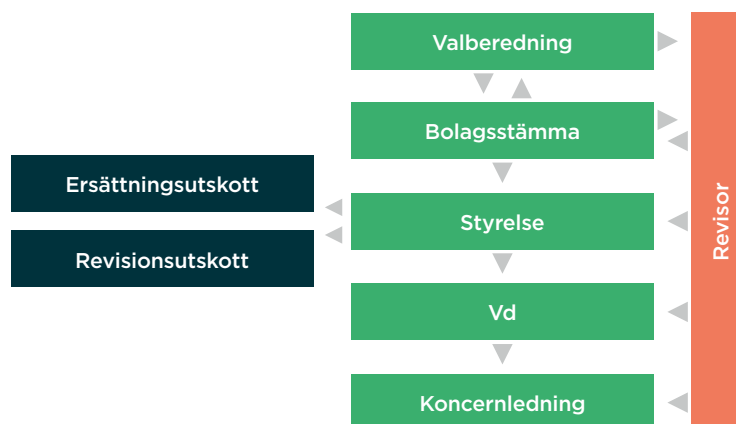 Valberedning
Bolagsstämma
Ersättningsutskott
Styrelse
Revisor
Revisionsutskott
Vd
Koncernledning